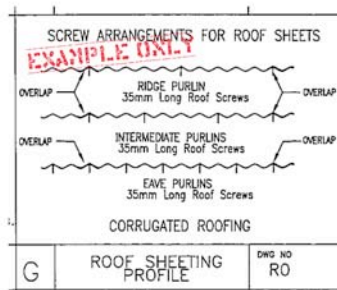 SCREW ARRANGEMENTS FOR ROOF SHEETS
EXAMPLE ONLY
RIDGE PURLIN
35mm Long Roof Screws
OVERLAP
OVERLAP
INTERMEDIATE PURLINS
35mm Long Roof Screws
OVERLAP
OVERLAP
EAVE PURLINS
35mm Long Roof Screws
CORRUGATED ROOFING
G
ROOF SHEETING
PROFILE
DWG NO
RO